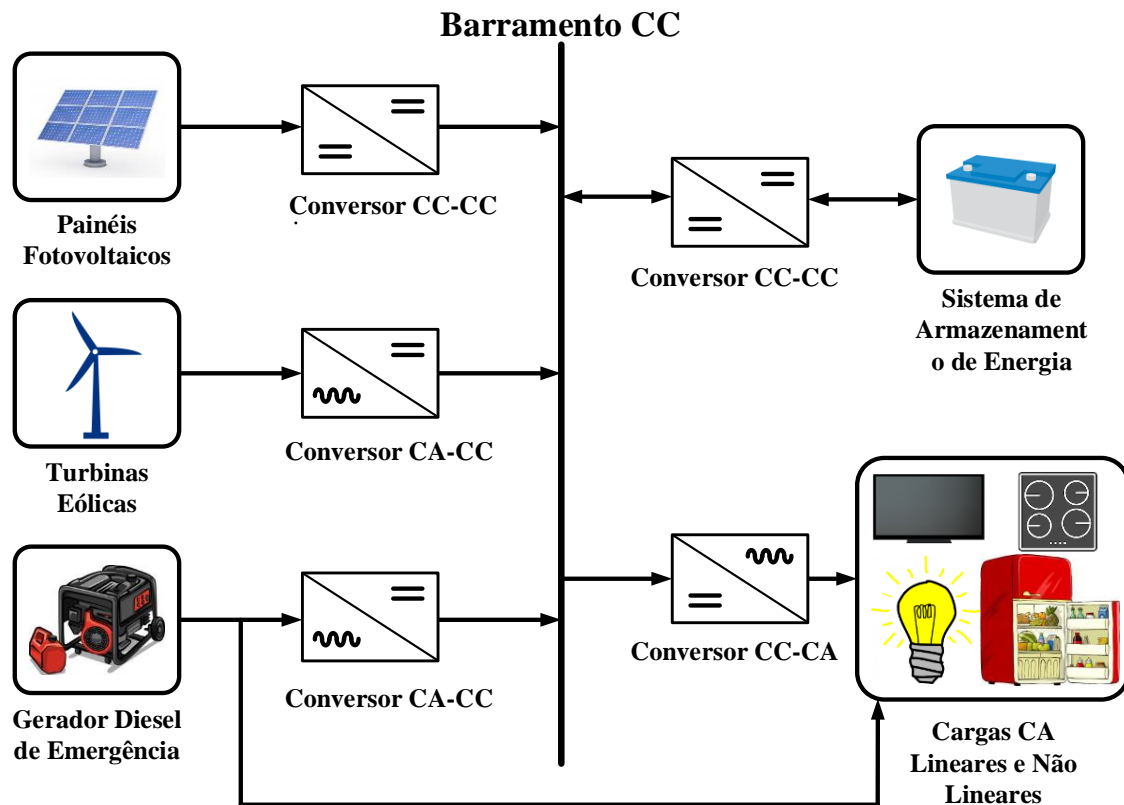 Barramento CC
Painéis
Fotovoltaicos
Conversor CC-CC
Conversor CC-CC
Sistema de
Armazenament
o de Energia
Turbinas
Eólicas
Conversor CA-CC
Conversor CC-CA
Gerador Diesel
de Emergência
Conversor CA-CC
Cargas CA
Lineares e Não
Lineares